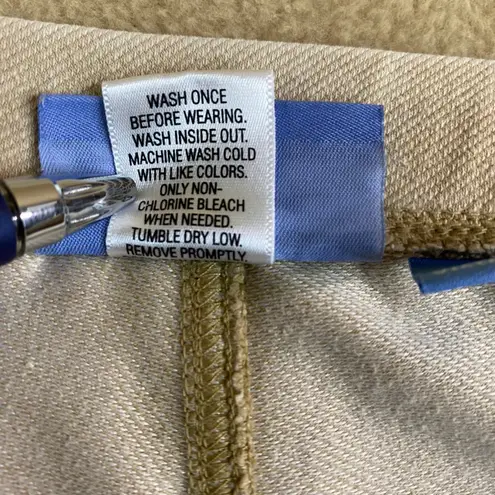 WASH ONCE
BEFORE WEARING.
WASH INSIDE OUT.
MACHINE WASH COLD
WITH LIKE COLORS.
ONLY NON-
CHLORINE BLEACH
WHEN NEEDED.
TUMBLE DRY LOW.
REMOVE PROMPTLY.